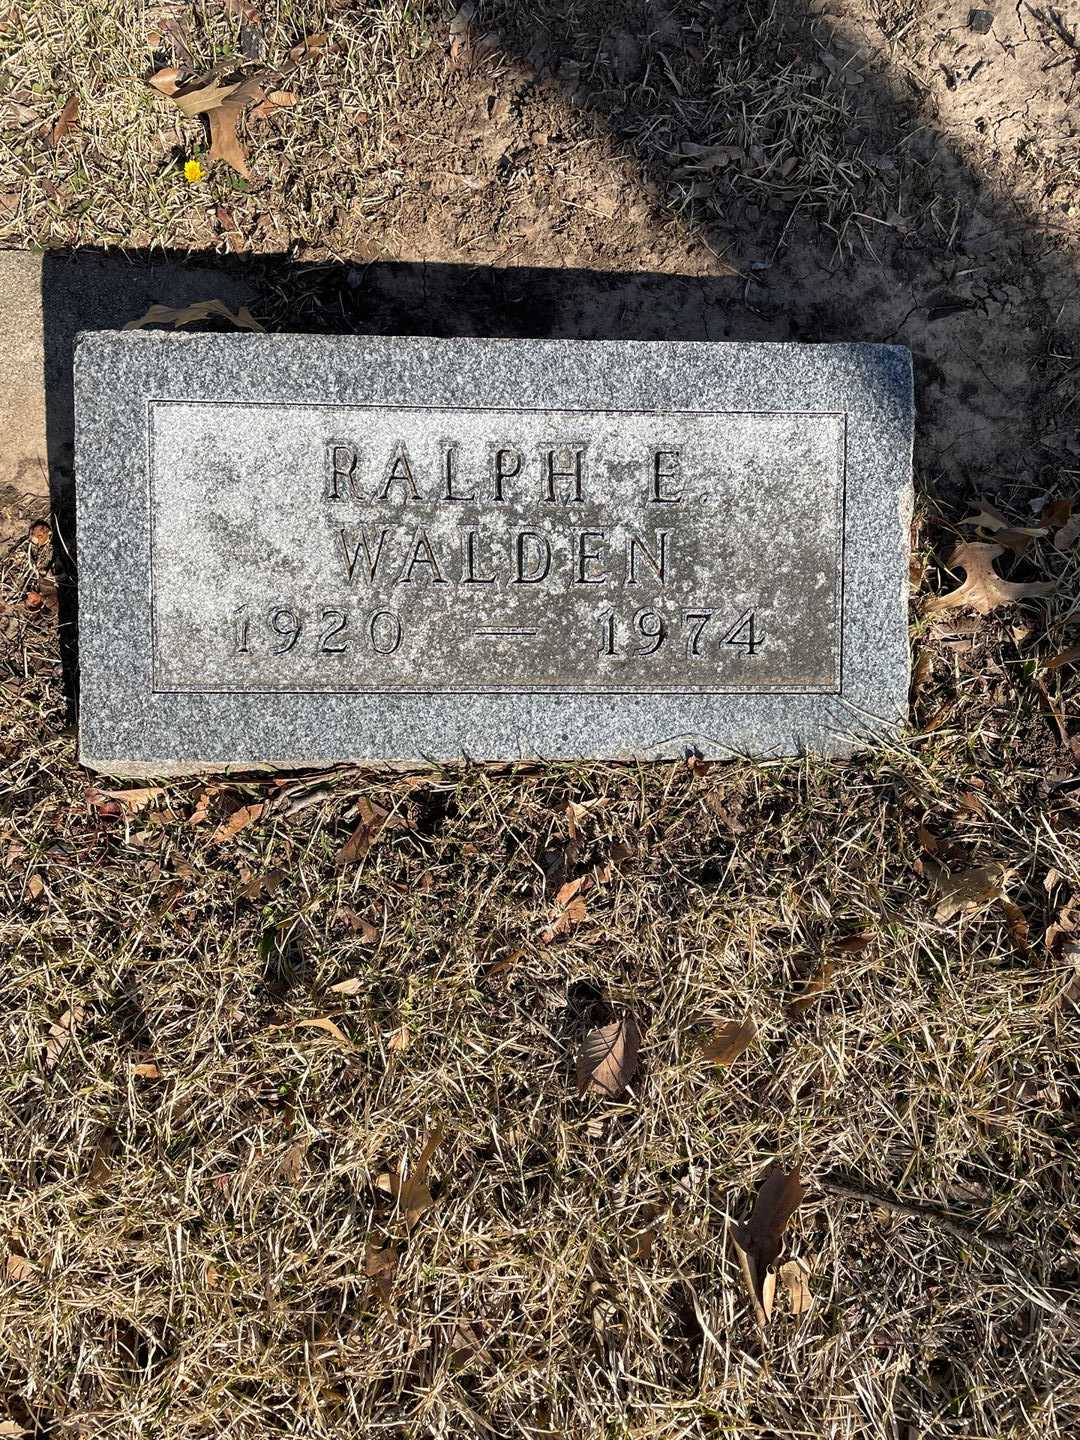 RALPH E.
WALDEN
1920 — 1974